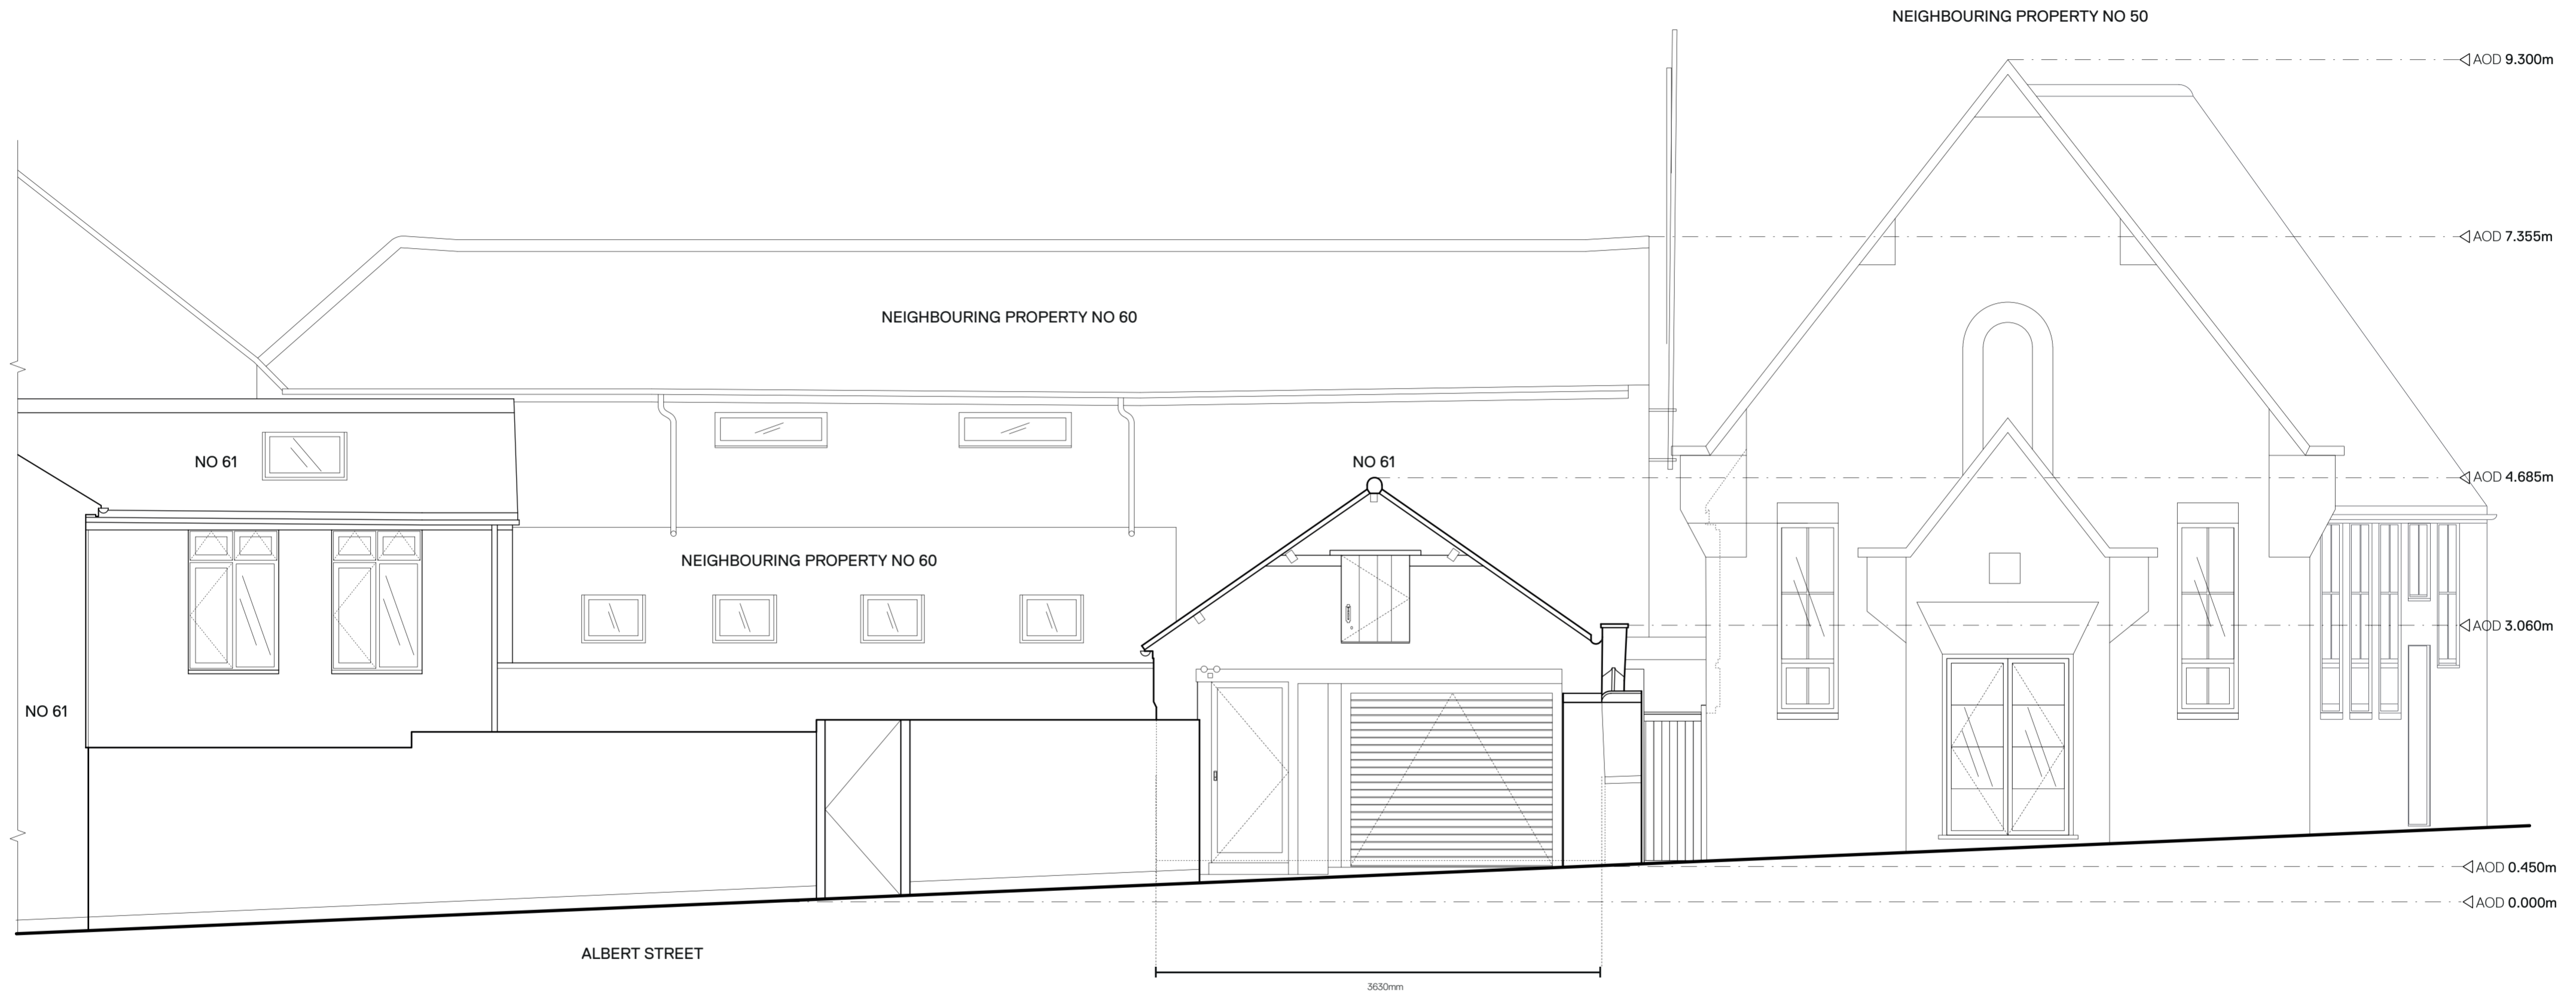 NEIGHBOURING PROPERTY NO 50
AOD 9.300m
AOD 7.355m
NEIGHBOURING PROPERTY NO 60
NO 61
NO 61
AOD 4.685m
NEIGHBOURING PROPERTY NO 60
AOD 3.060m
NO 61
AOD 0.450m
AOD 0.000m
ALBERT STREET
3630mm